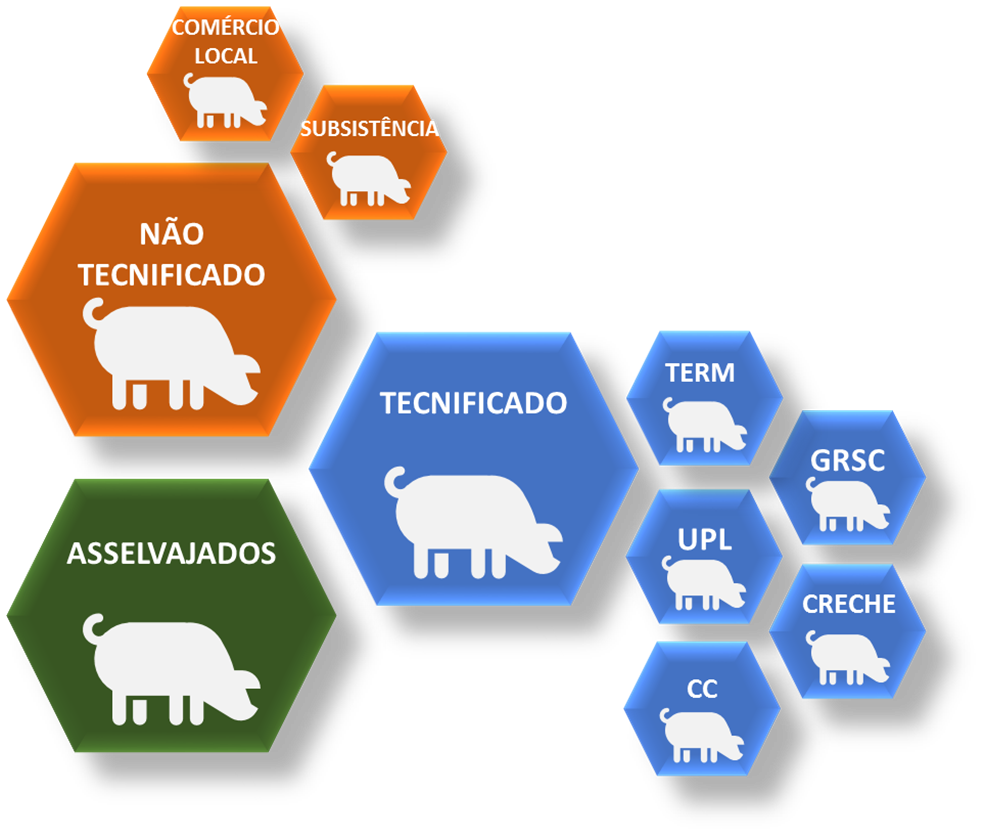 COMÉRCIO
LOCAL
SUBSISTÊNCIA
NÃO
TECNIFICADO
TECNIFICADO
TERM
GRSC
UPL
ASSELVAJADOS
CRECHE
CC